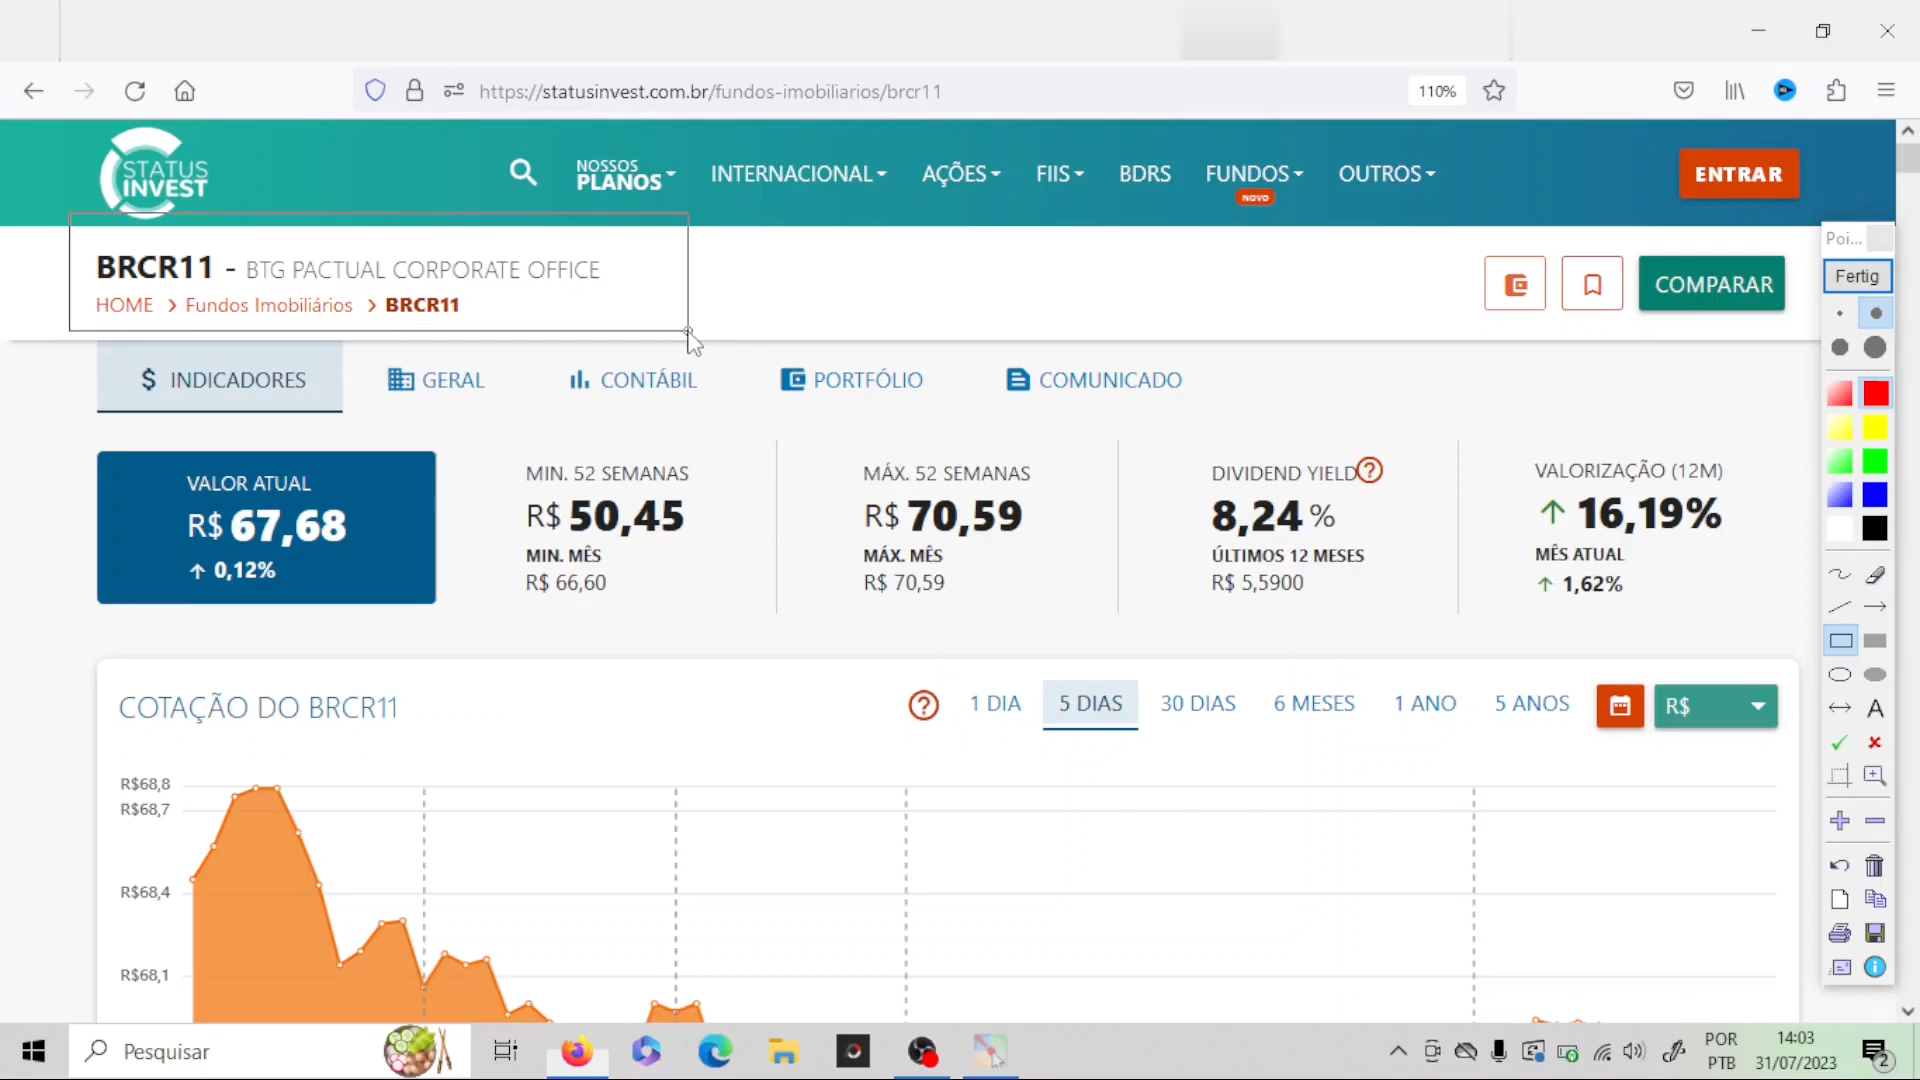 https://statusinvest.com.br/fundos-imobiliarios/brcr11
110%
STATUS
INVEST
NOSSOS
PLANOS
INTERNACIONAL
AÇÕES
FIIS
BDRS
FUNDOS
NOVO
OUTROS
ENTRAR
BRCR11 - BTG PACTUAL CORPORATE OFFICE
HOME > Fundos Imobiliários > BRCR11
COMPARAR
Poi...
Fertig
$ INDICADORES
GERAL
CONTÁBIL
PORTFÓLIO
COMUNICADO
VALOR ATUAL
R$ 67,68
↑ 0,12%
MIN. 52 SEMANAS
R$ 50,45
MIN. MÊS
R$ 66,60
MÁX. 52 SEMANAS
R$ 70,59
MÁX. MÊS
R$ 70,59
DIVIDEND YIELD ?
8,24 %
ÚLTIMOS 12 MESES
R$ 5,5900
VALORIZAÇÃO (12M)
↑ 16,19%
MÊS ATUAL
↑ 1,62%
COTAÇÃO DO BRCR11
?
1 DIA
5 DIAS
30 DIAS
6 MESES
1 ANO
5 ANOS
R$
A
R$68,8
R$68,7
R$68,4
R$68,1
Pesquisar
POR
PTB
14:03
31/07/2023
2